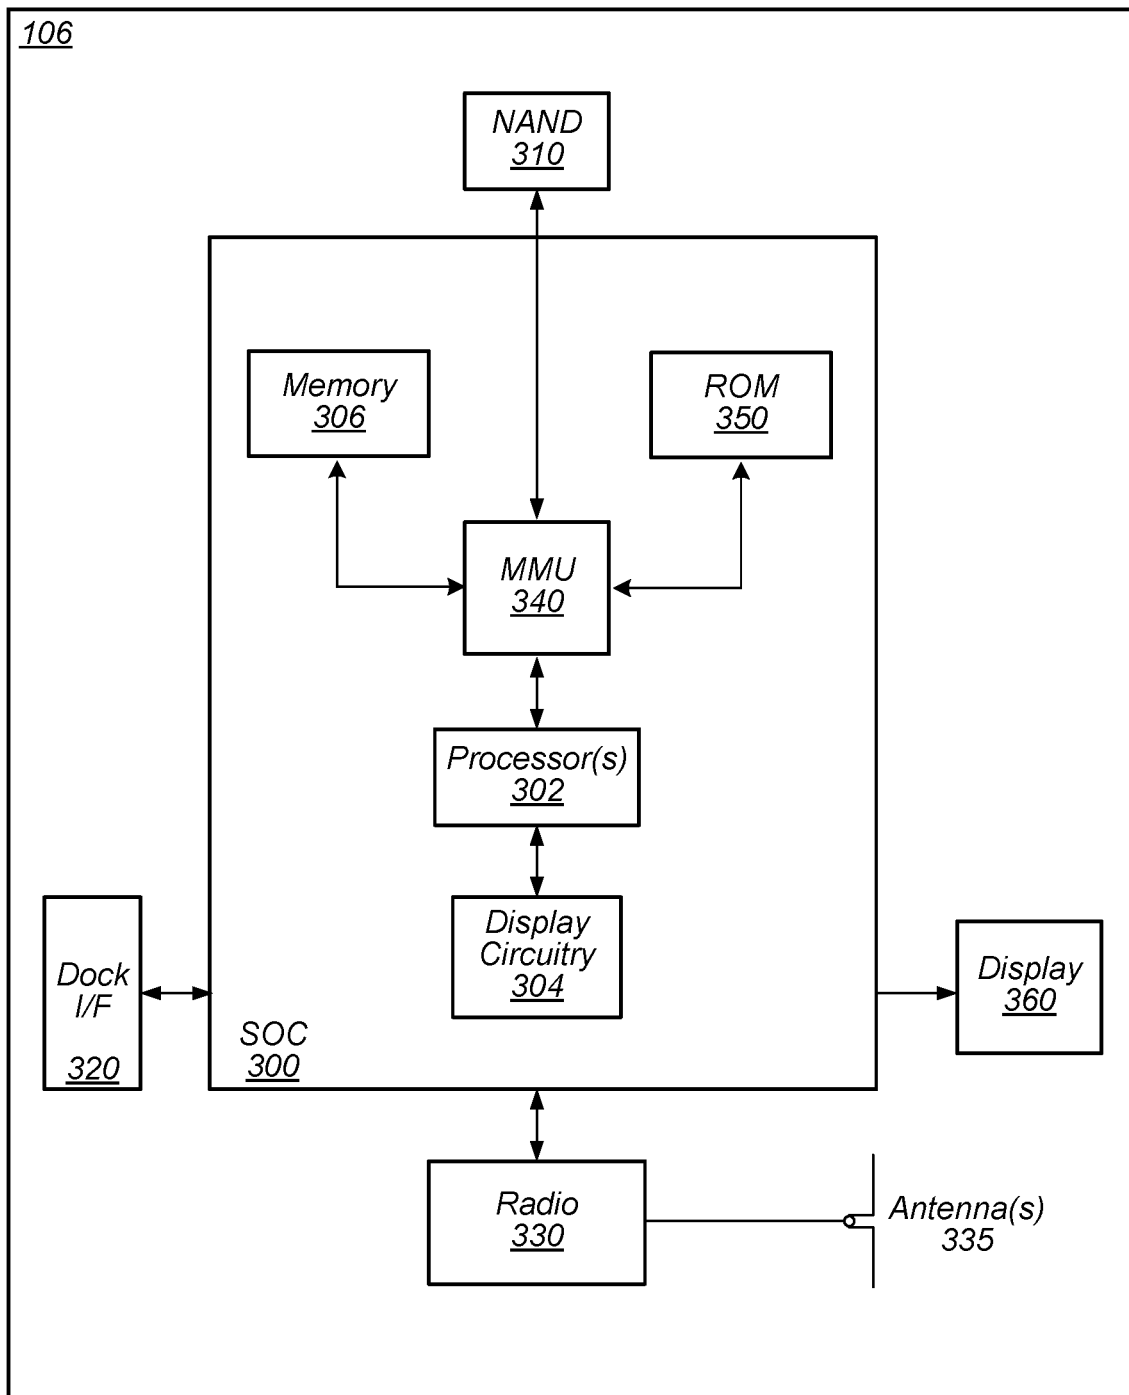 106
NAND
310
Memory
306
ROM
350
MMU
340
Processor(s)
302
Display
Circuitry
304
Dock
I/F
320
SOC
300
Display
360
Radio
330
Antenna(s)
335